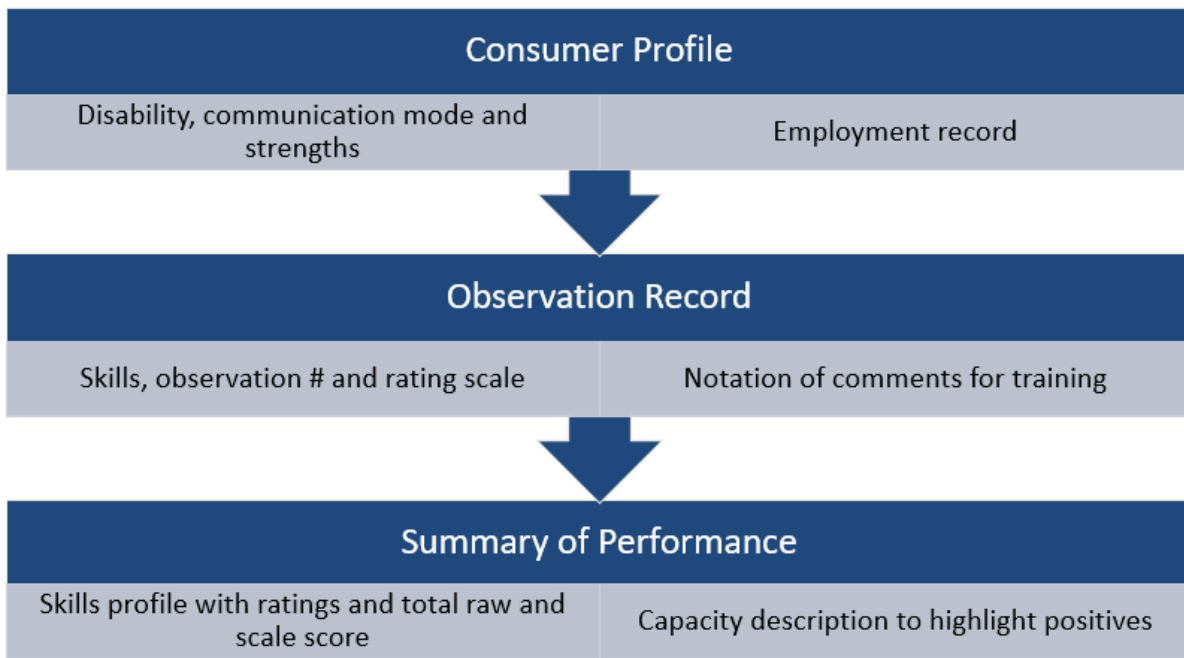 Consumer Profile
Disability, communication mode and
strengths
Employment record
Observation Record
Skills, observation # and rating scale
Notation of comments for training
Summary of Performance
Skills profile with ratings and total raw and
scale score
Capacity description to highlight positives